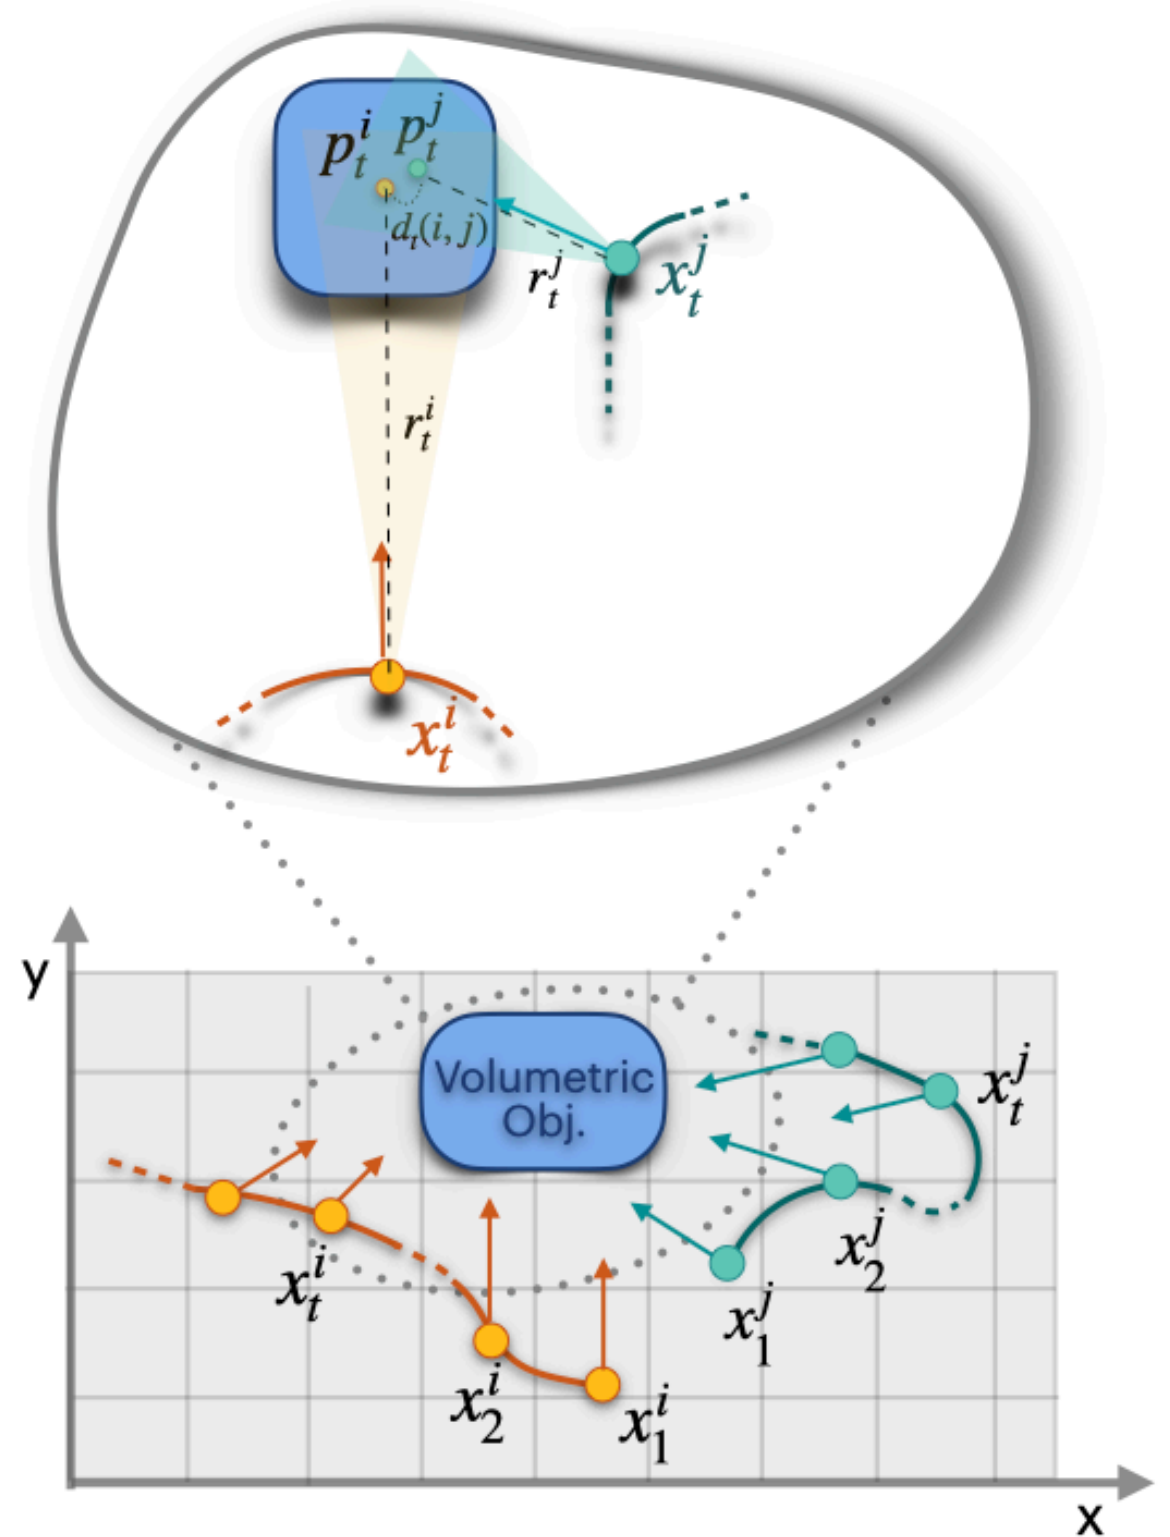 p_t^i p_t^j
d_t(i, j)
r_t^j
x_t^j
r_t^i
x_t^i
y
Volumetric
Obj.
x_t^j
x_2^j
x_t^i
x_1^j
x_2^i
x_1^i
x